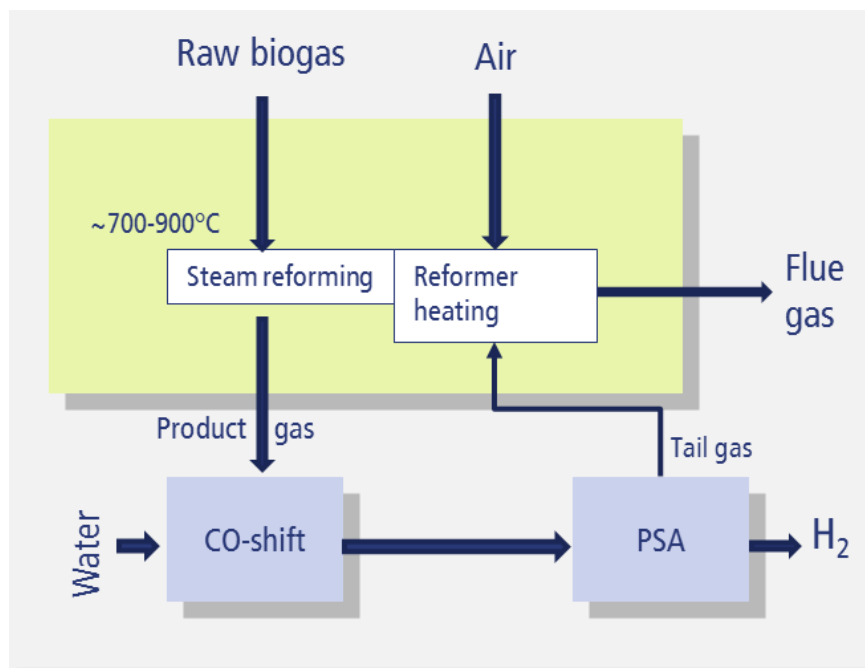 Raw biogas
Air
~700-900°C
Steam reforming
Reformer
heating
Flue
gas
Product gas
Tail gas
Water
CO-shift
PSA
H₂